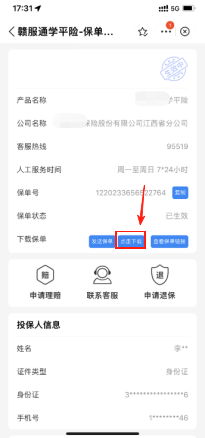 17:31
5G
赣服通学平险-保单...
生效中
产品名称 学平险
公司名称 保险股份有限公司江西省分公司
客服热线 95519
人工服务时间 周一至周日 7*24小时
保单号 1220233656822764 复制
保单状态 已生效
下载保单 发送保单 点击下载 查看保单链接
赔 退
申请理赔 联系客服 申请退保
投保人信息
姓名 李**
证件类型 身份证
身份证 3****************6
手机号 1********46